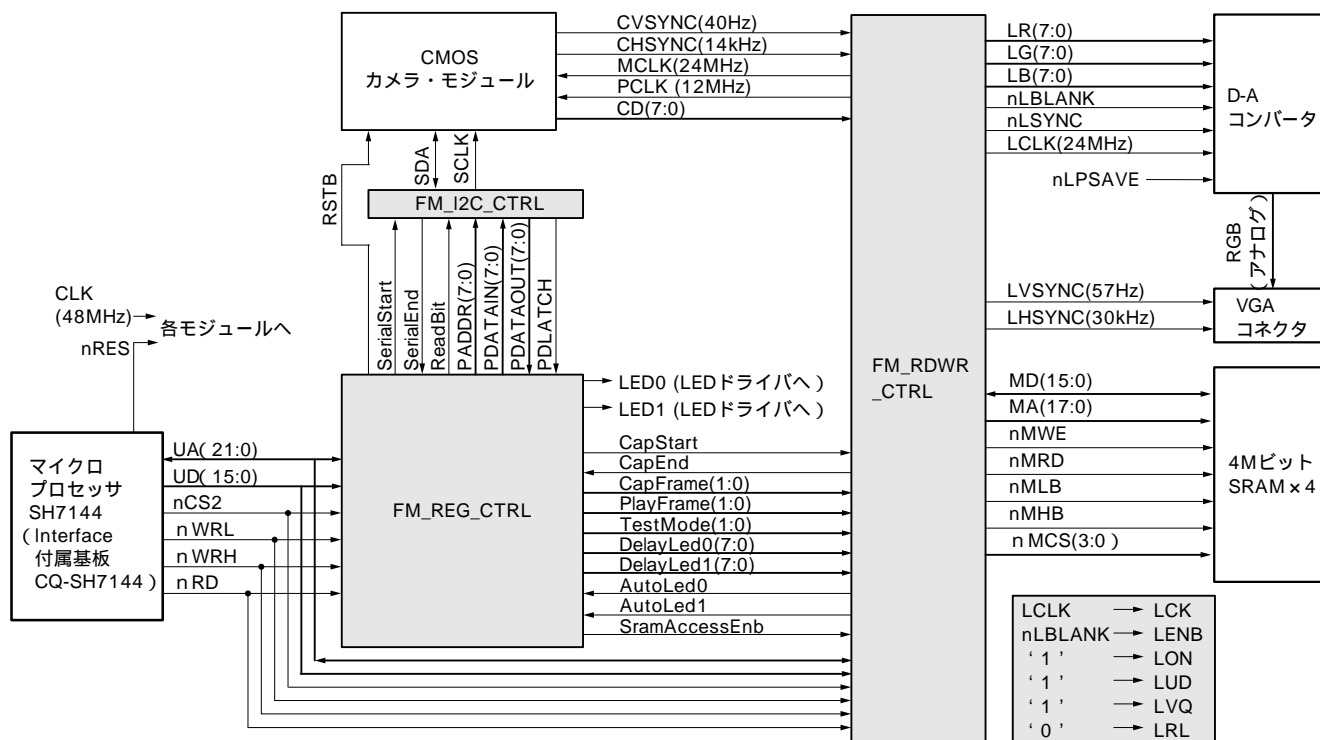 CMOS
カメラ・モジュール
CVSYNC(40Hz)
CHSYNC(14kHz)
MCLK(24MHz)
PCLK (12MHz)
CD(7:0)
LR(7:0)
LG(7:0)
LB(7:0)
nLBLANK
nLSYNC
LCLK(24MHz)
nLPSAVE
D-A
コンバータ
RSTB
SDA
SCLK
FM_I2C_CTRL
RGB
(アナログ)
SerialStart
SerialEnd
ReadBit
PADDR(7:0)
PDATAIN(7:0)
PDATAOUT(7:0)
PDLATCH
LVSYNC(57Hz)
LHSYNC(30kHz)
VGA
コネクタ
CLK
(48MHz)
各モジュールへ
nRES
FM_RDWR
_CTRL
LED0 (LEDドライバへ)
LED1 (LEDドライバへ)
マイクロ
プロセッサ
SH7144
(Interface
付属基板
CQ-SH7144)
UA( 21:0)
UD( 15:0)
nCS2
n WRL
n WRH
n RD
FM_REG_CTRL
CapStart
CapEnd
CapFrame(1:0)
PlayFrame(1:0)
TestMode(1:0)
DelayLed0(7:0)
DelayLed1(7:0)
AutoLed0
AutoLed1
SramAccessEnb
MD(15:0)
MA(17:0)
nMWE
nMRD
nMLB
nMHB
n MCS(3:0 )
4Mビット
SRAM×4
LCLK → LCK
nLBLANK → LENB
‘1’ → LON
‘1’ → LUD
‘1’ → LVQ
‘0’ → LRL